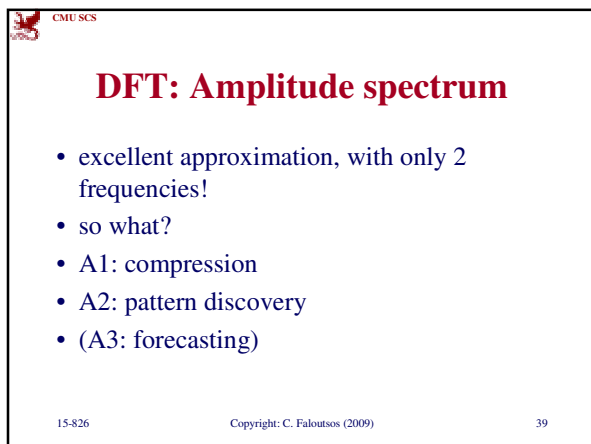 CMU SCS
DFT: Amplitude spectrum
• excellent approximation, with only 2
frequencies!
• so what?
• A1: compression
• A2: pattern discovery
• (A3: forecasting)
15-826 Copyright: C. Faloutsos (2009) 39